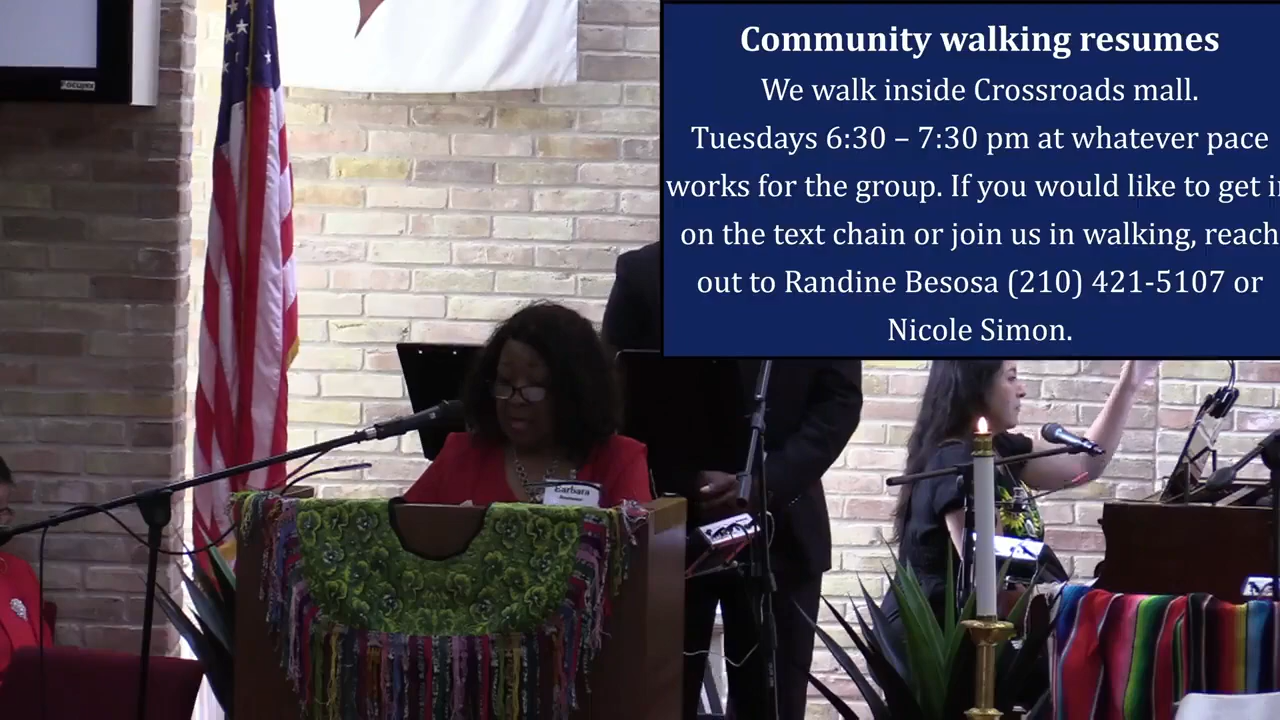 Community walking resumes
We walk inside Crossroads mall.
Tuesdays 6:30 – 7:30 pm at whatever pace
works for the group. If you would like to get i
on the text chain or join us in walking, reach
out to Randine Besosa (210) 421-5107 or
Nicole Simon.
Barbara